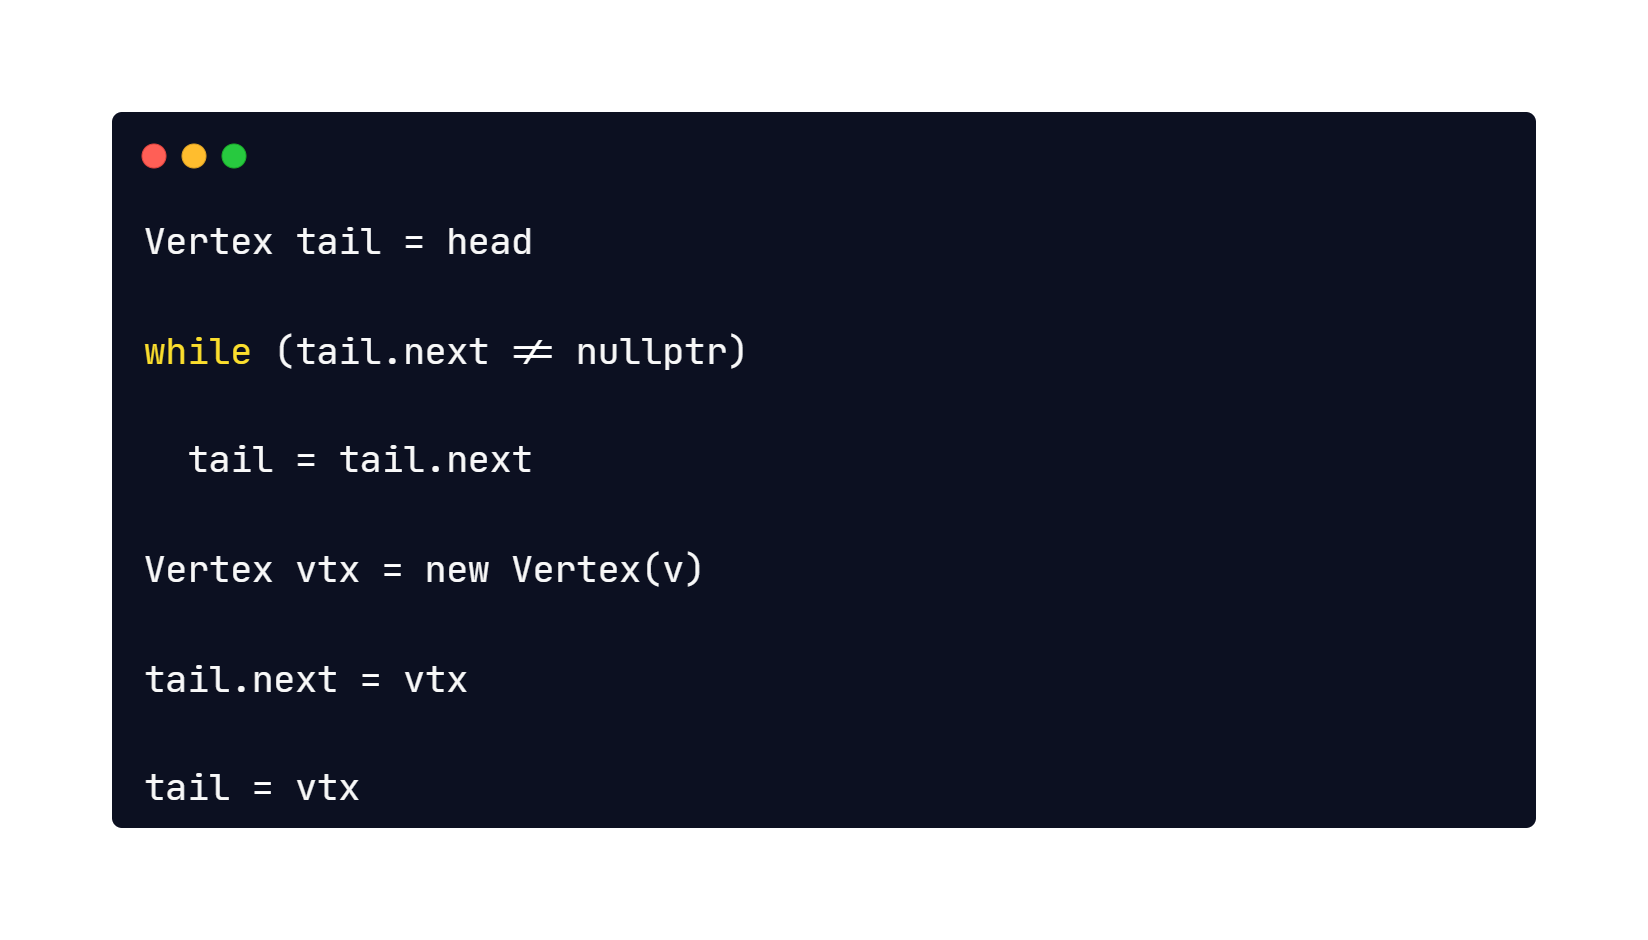 Vertex tail = head
while (tail.next != nullptr)
tail = tail.next
Vertex vtx = new Vertex(v)
tail.next = vtx
tail = vtx